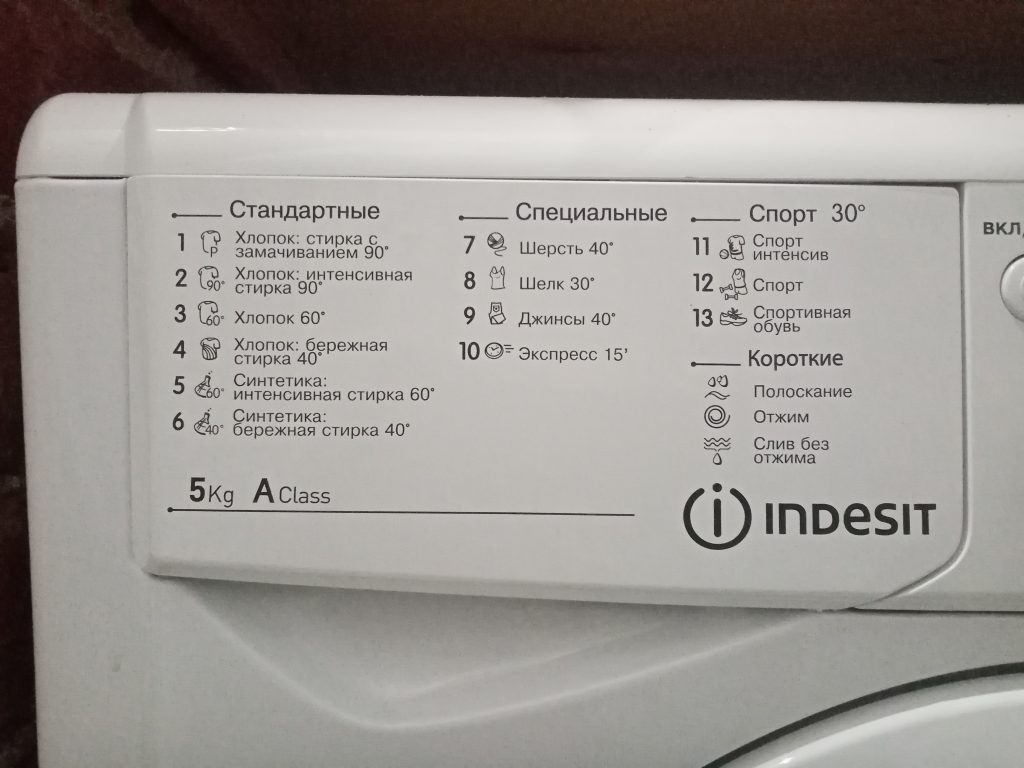 Стандартные
1 Хлопок: стирка с
замачиванием 90°
2 Хлопок: интенсивная
стирка 90°
3 Хлопок 60°
4 Хлопок: бережная
стирка 40°
5 Синтетика:
интенсивная стирка 60°
6 Синтетика:
бережная стирка 40°
P
90°
60°
60°
40°
5Kg A Class
Специальные
7 Шерсть 40°
8 Шелк 30°
9 Джинсы 40°
10 Экспресс 15'
Спорт 30°
11 Спорт
интенсив
12 Спорт
13 Спортивная
обувь
Короткие
Полоскание
Отжим
Слив без
отжима
INDESIT